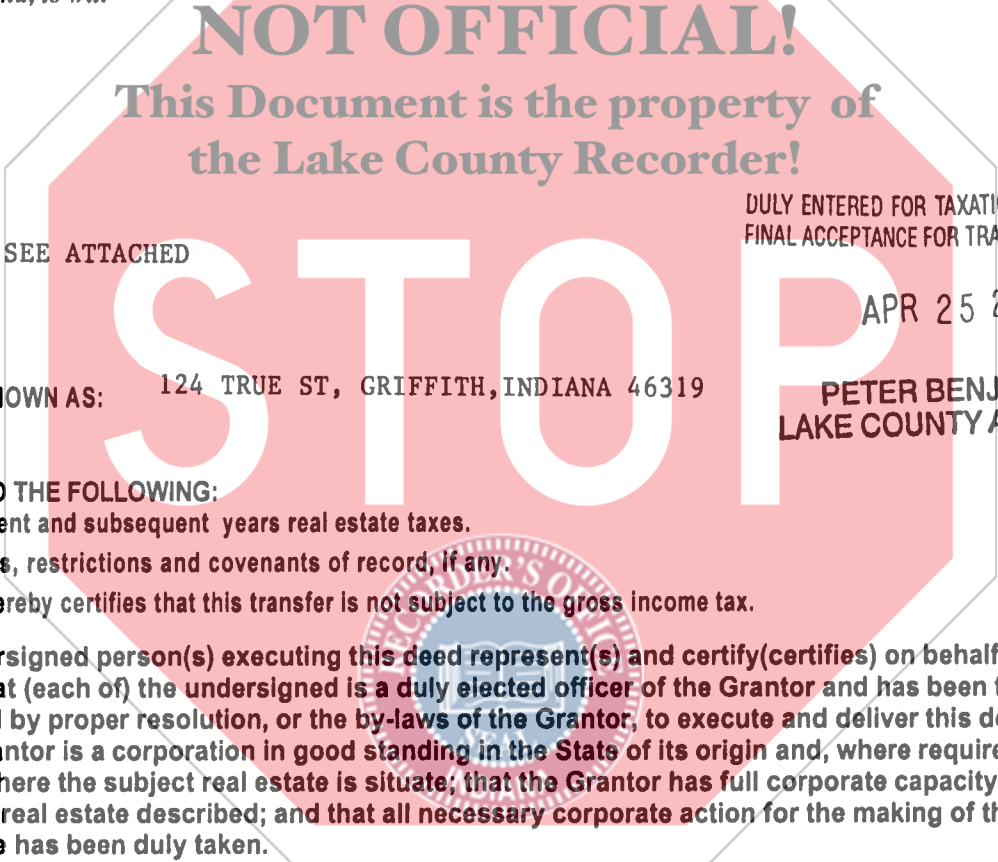 NOT OFFICIAL!
This Document is the property of
the Lake County Recorder!
DULY ENTERED FOR TAXATI
FINAL ACCEPTANCE FOR TRA
SEE ATTACHED
APR 25
OWN AS: 124 TRUE ST, GRIFFITH, INDIANA 46319
PETER BENJ
LAKE COUNTY A
STOP
THE FOLLOWING:
ent and subsequent years real estate taxes.
s, restrictions and covenants of record, if any.
ereby certifies that this transfer is not subject to the gross income tax.
RECORDER'S OFFICE
rsigned person(s) executing this deed represent(s) and certify(certifies) on behalf
at (each of) the undersigned is a duly elected officer of the Grantor and has been f
by proper resolution, or the by-laws of the Grantor, to execute and deliver this de
antor is a corporation in good standing in the State of its origin and, where require
here the subject real estate is situate; that the Grantor has full corporate capacity
real estate described; and that all necessary corporate action for the making of th
e has been duly taken.
SEAL